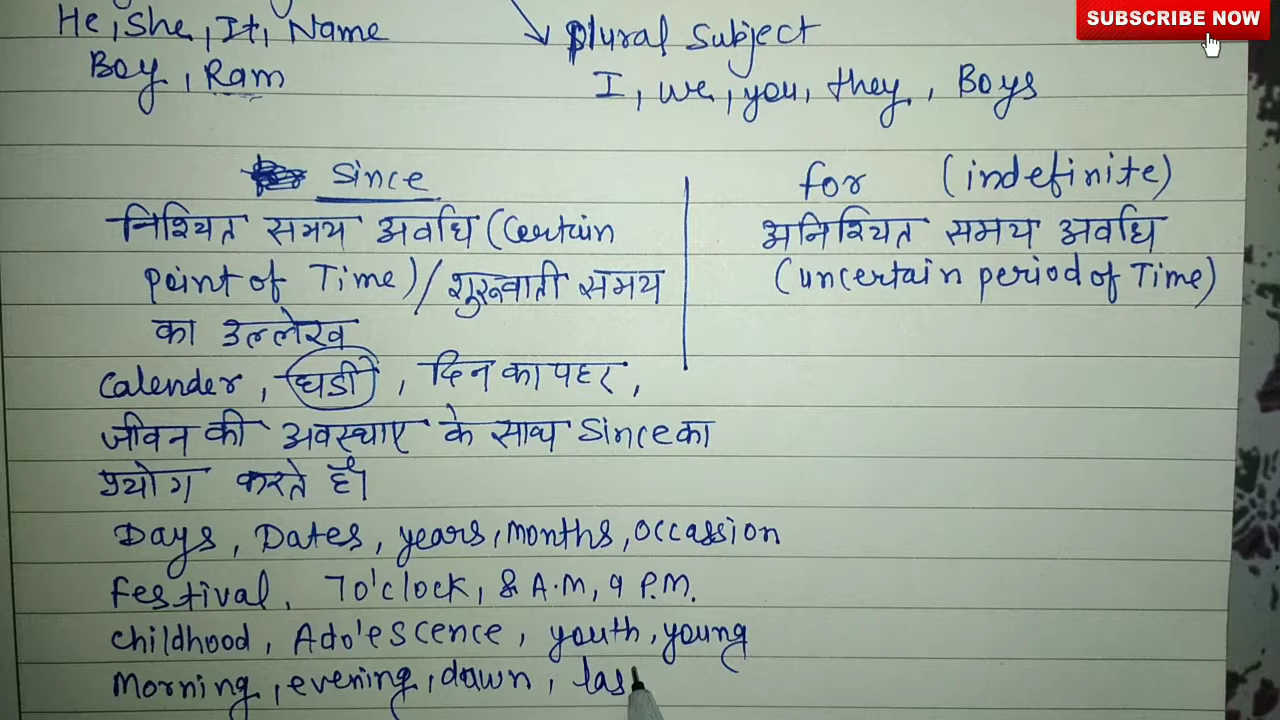 SUBSCRIBE NOW
He, She, It, Name
plural Subject
Boy, Ram
I, we, you, they, Boys
Since
for (indefinite)
निश्चित समय अवधि (Certain
अनिश्चित समय अवधि
point of Time) / शुरूवाती समय
(uncertain period of Time)
का उल्लेख
Calender, घडी, दिन का पहर,
जीवन की अवस्थाए के साथ Since का
प्रयोग करते हैं।
Days, Dates, years, months, occassion
Festival, 7 o'clock, 8 A.M, 9 P.M.
childhood, Adolescence, youth, young
Morning, evening, dawn, las